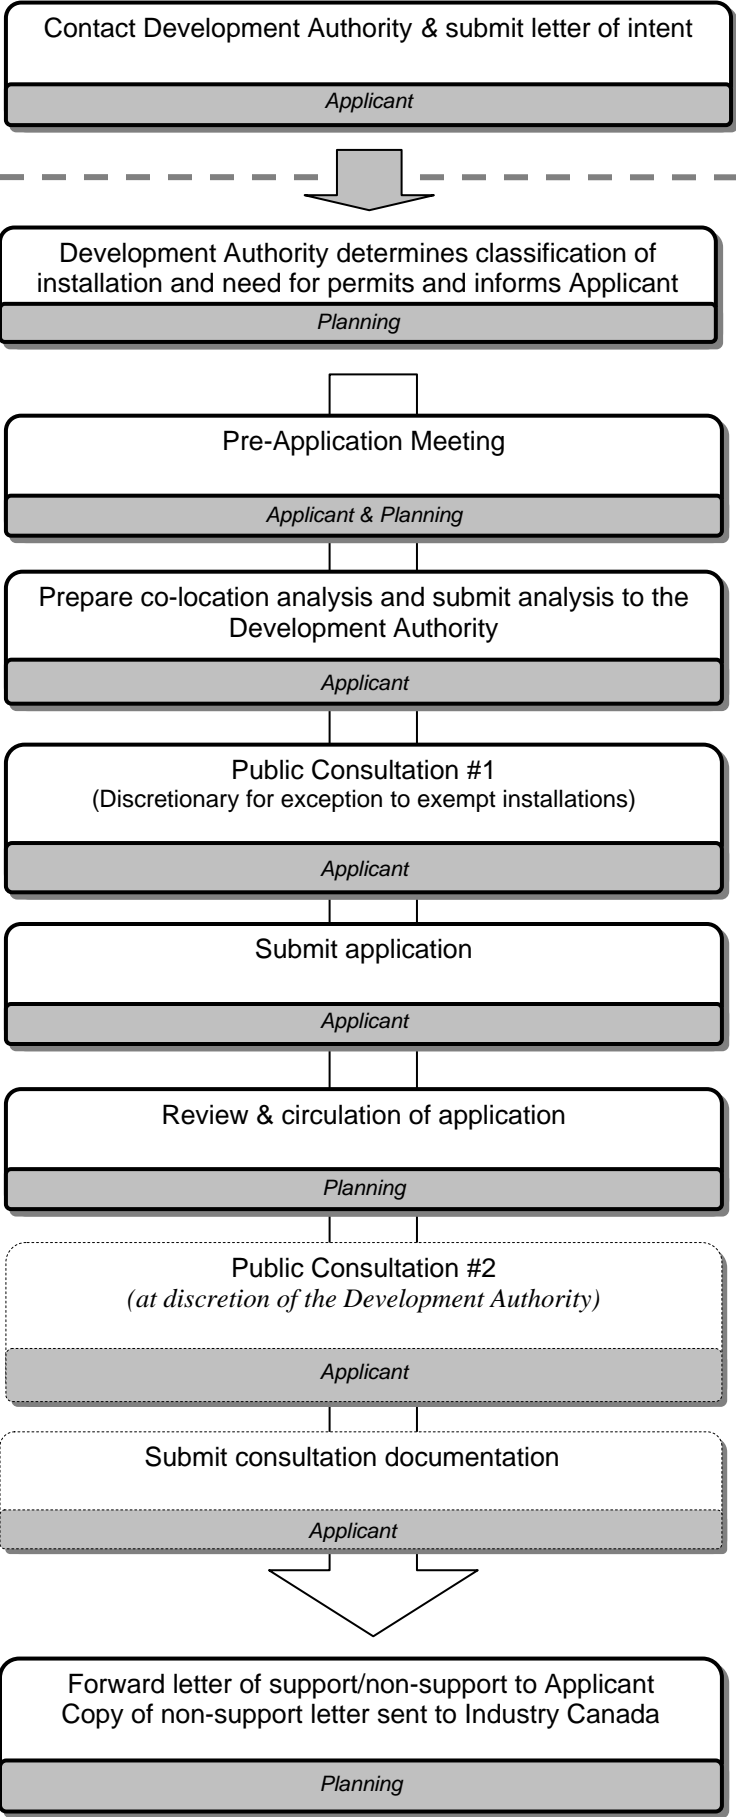 Contact Development Authority & submit letter of intent
Applicant
Development Authority determines classification of
installation and need for permits and informs Applicant
Planning
Pre-Application Meeting
Applicant & Planning
Prepare co-location analysis and submit analysis to the
Development Authority
Applicant
Public Consultation #1
(Discretionary for exception to exempt installations)
Applicant
Submit application
Applicant
Review & circulation of application
Planning
Public Consultation #2
(at discretion of the Development Authority)
Applicant
Submit consultation documentation
Applicant
Forward letter of support/non-support to Applicant
Copy of non-support letter sent to Industry Canada
Planning